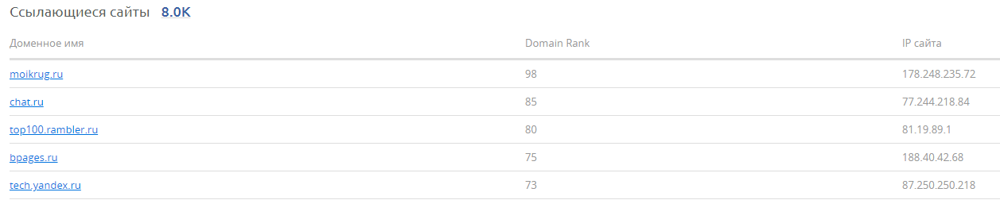 Ссылающиеся сайты 8.0K
Доменное имя Domain Rank IP сайта
moikrug.ru 98 178.248.235.72
chat.ru 85 77.244.218.84
top100.rambler.ru 80 81.19.89.1
bpages.ru 75 188.40.42.68
tech.yandex.ru 73 87.250.250.218